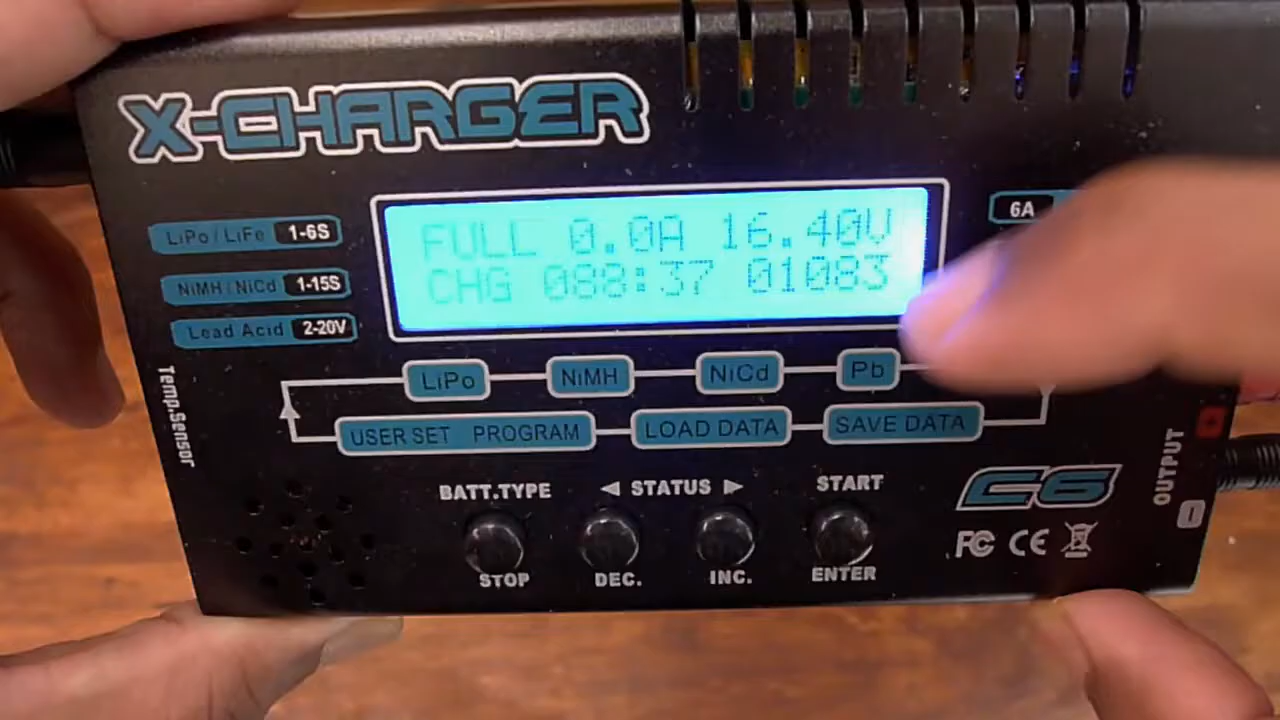 X-CHARGER
6A
LiPo / LiFe 1-6S
NiMH / NiCd 1-15S
Lead Acid 2-20V
FULL 0.0A 16.40V
CHG 088:37 01083
LiPo NiMH NiCd Pb
USER SET PROGRAM LOAD DATA SAVE DATA
Temp.Sensor
BATT.TYPE ◄ STATUS ► START
STOP DEC. INC. ENTER
C6
FC CE
OUTPUT
+
-